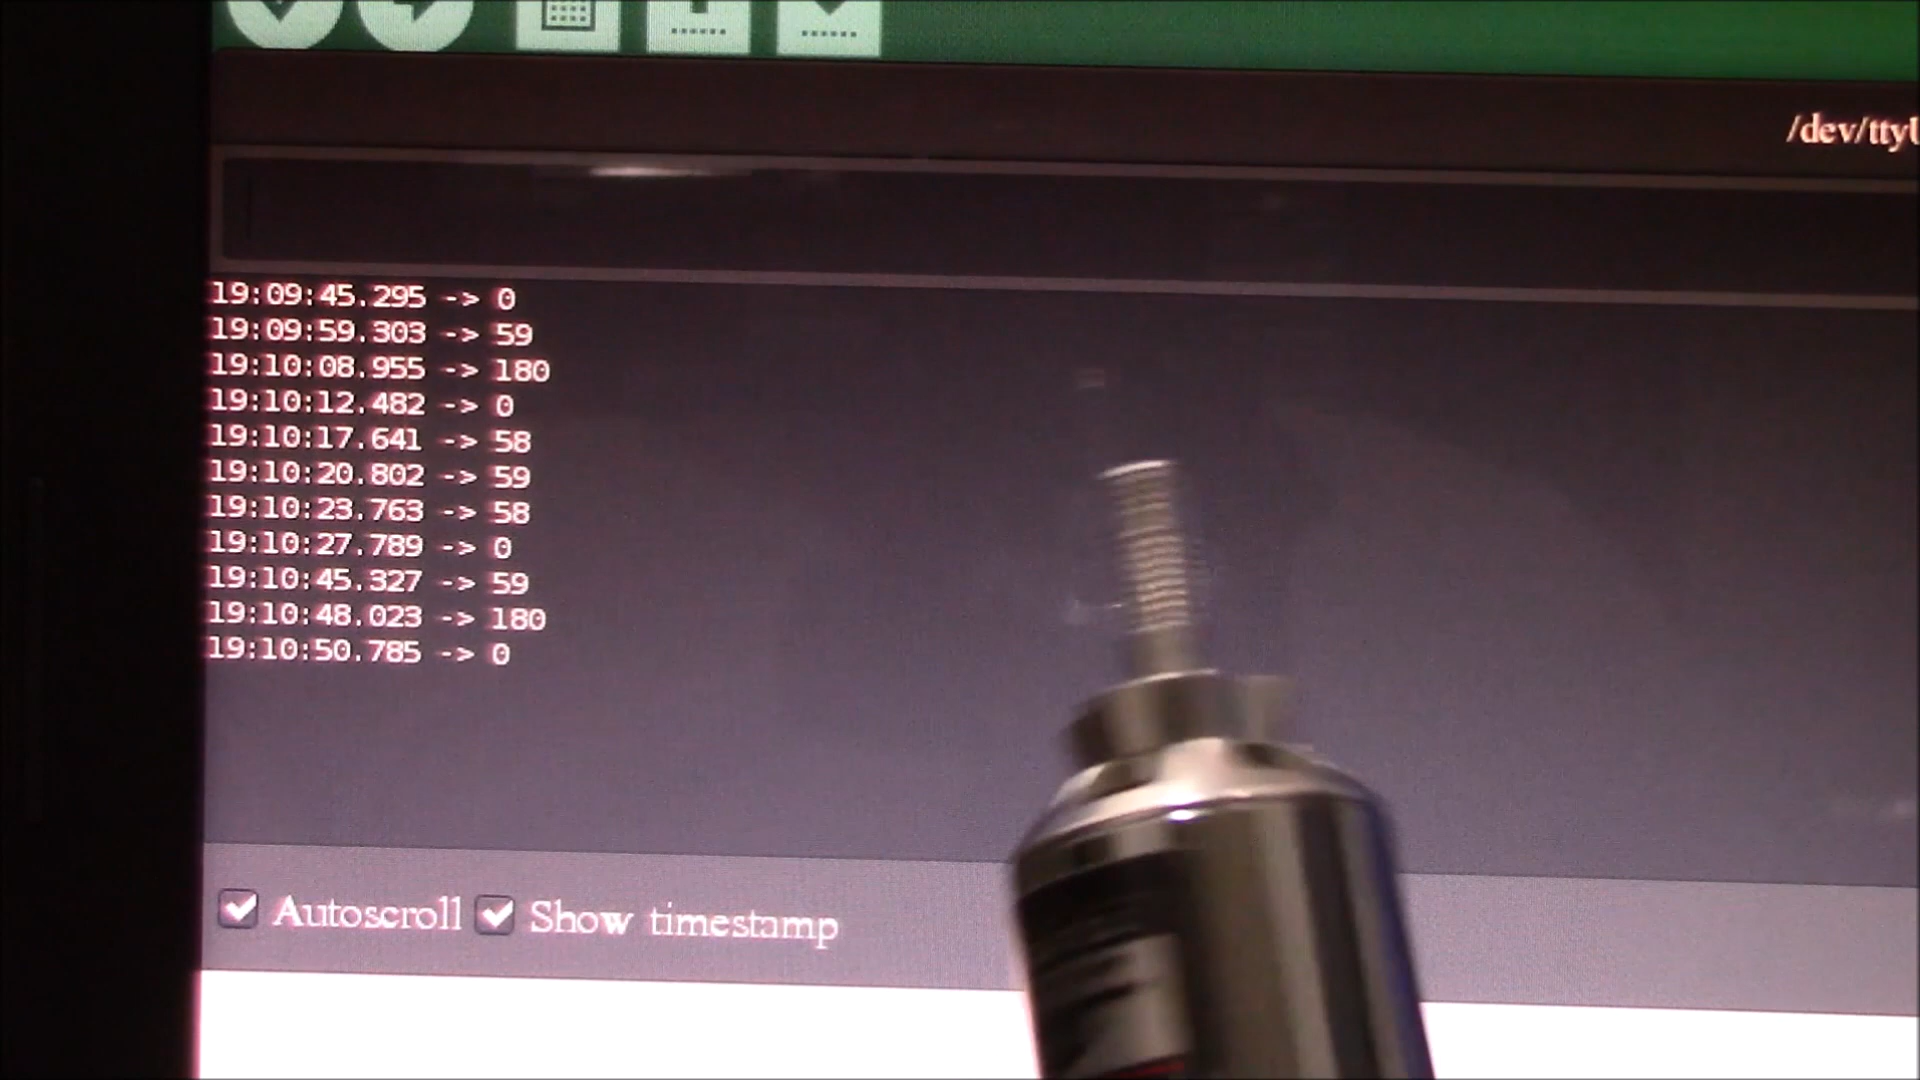 /dev/ttyU
19:09:45.295 -> 0
19:09:59.303 -> 59
19:10:08.955 -> 180
19:10:12.482 -> 0
19:10:17.641 -> 58
19:10:20.802 -> 59
19:10:23.763 -> 58
19:10:27.789 -> 0
19:10:45.327 -> 59
19:10:48.023 -> 180
19:10:50.785 -> 0
Autoscroll Show timestamp